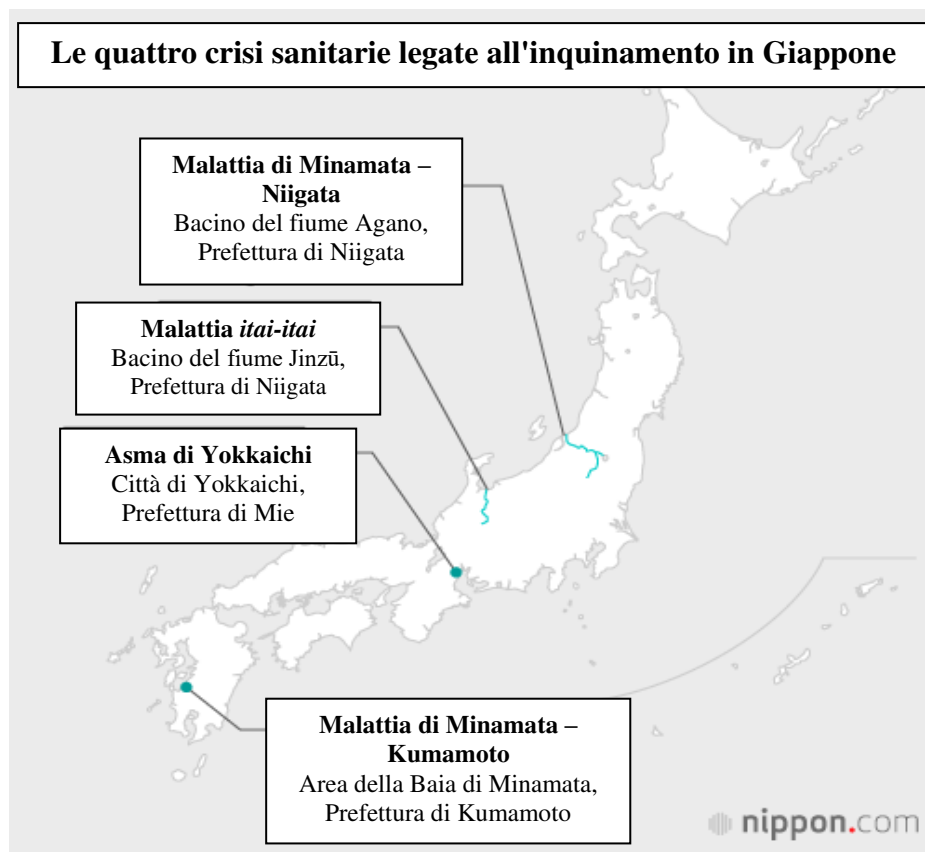 Le quattro crisi sanitarie legate all'inquinamento in Giappone
Malattia di Minamata –
Niigata
Bacino del fiume Agano,
Prefettura di Niigata
Malattia itai-itai
Bacino del fiume Jinzū,
Prefettura di Niigata
Asma di Yokkaichi
Città di Yokkaichi,
Prefettura di Mie
Malattia di Minamata –
Kumamoto
Area della Baia di Minamata,
Prefettura di Kumamoto
nippon.com